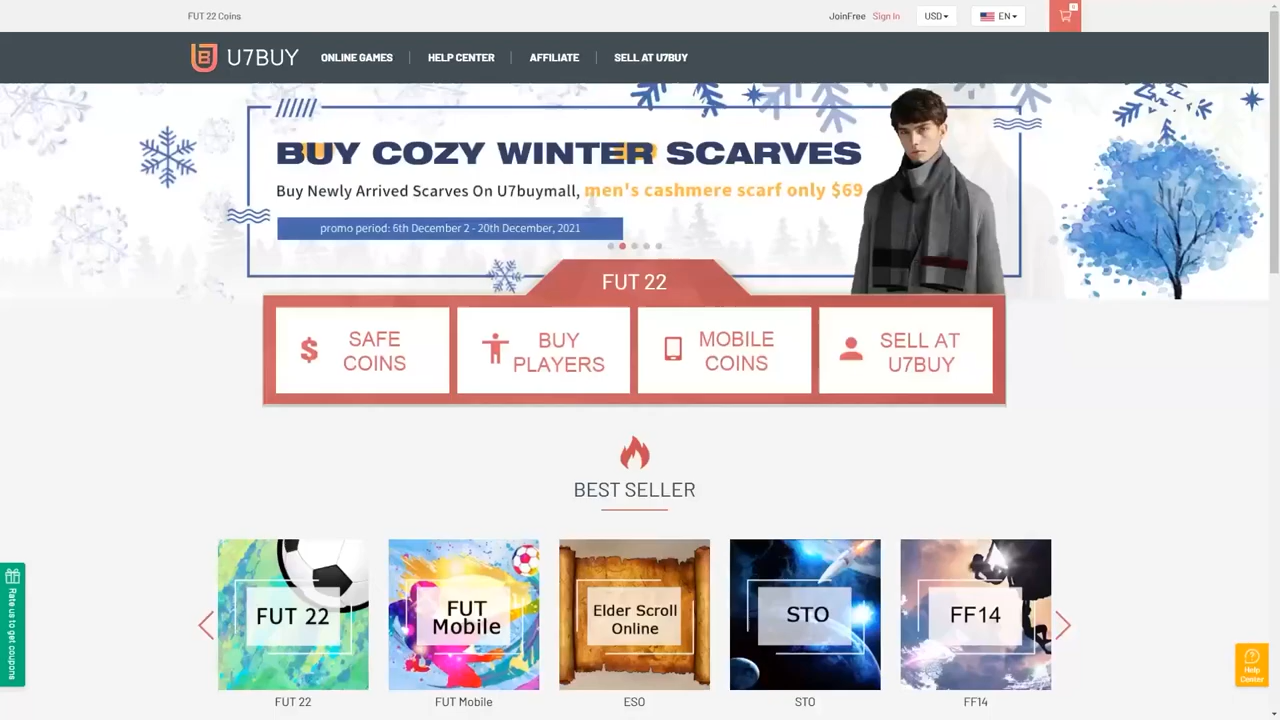 FUT 22 Coins
JoinFree Sign In
USD
EN
0
U7BUY
ONLINE GAMES
HELP CENTER
AFFILIATE
SELL AT U7BUY
BUY COZY WINTER SCARVES
Buy Newly Arrived Scarves On U7buymall, men's cashmere scarf only $69
promo period: 6th December 2 - 20th December, 2021
FUT 22
SAFE
COINS
BUY
PLAYERS
MOBILE
COINS
SELL AT
U7BUY
BEST SELLER
FUT 22
FUT
Mobile
Elder Scroll
Online
STO
FF14
FUT 22
FUT Mobile
ESO
STO
FF14
Rate us to get coupons
Help
Center